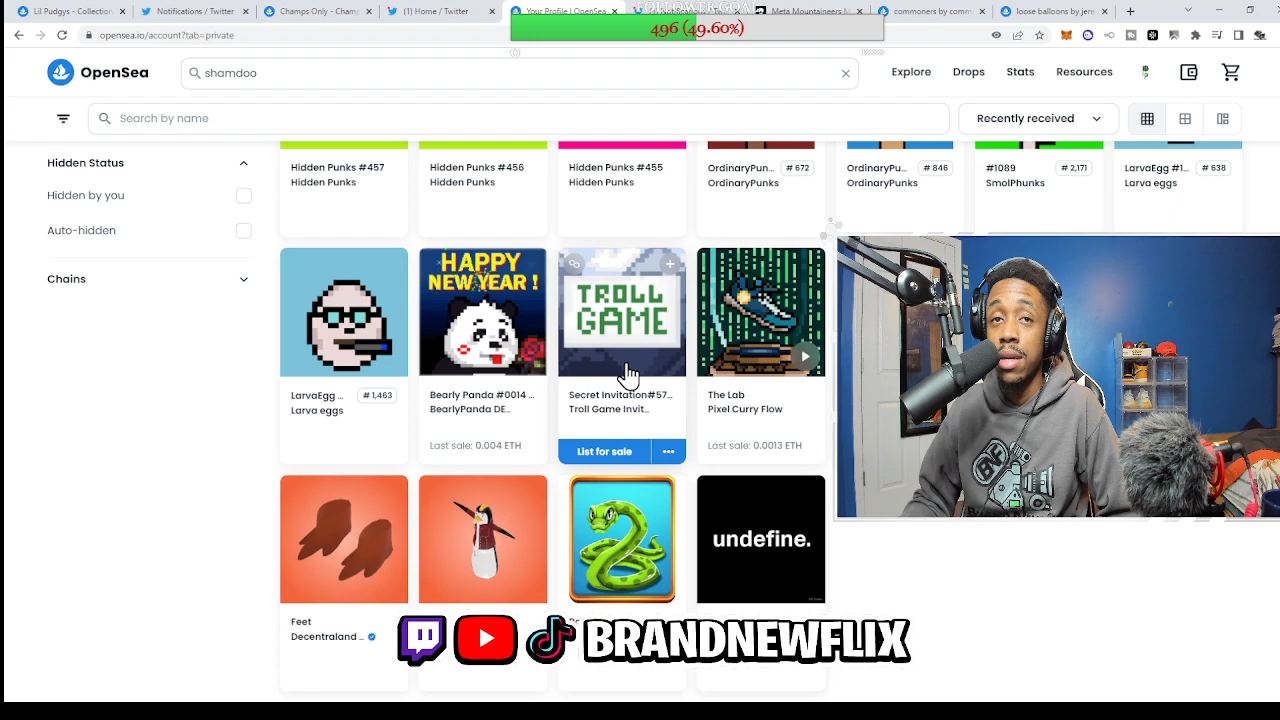 Lil Pudgys - Collection
Notifications / Twitter
Champs Only - Champ
(1) Home / Twitter
Your Profile | OpenSea
Meta Mountaineers
commoners by comm
loose balloons by jerem
FOLLOWER GOAL
496 (49.60%)
opensea.io/account?tab=private
OpenSea
shamdoo
Explore
Drops
Stats
Resources
Search by name
Recently received
Hidden Status
Hidden by you
Auto-hidden
Chains
Hidden Punks #457
Hidden Punks
Hidden Punks #456
Hidden Punks
Hidden Punks #455
Hidden Punks
OrdinaryPun... # 672
OrdinaryPunks
OrdinaryPu... # 846
OrdinaryPunks
#1089 # 2,171
SmolPhunks
LarvaEgg #1... # 638
Larva eggs
HAPPY
NEW YEAR !
TROLL
GAME
LarvaEgg ... # 1,463
Larva eggs
Bearly Panda #0014 ...
BearlyPanda DE...
Last sale: 0.004 ETH
Secret Invitation#57...
Troll Game Invit...
List for sale
The Lab
Pixel Curry Flow
Last sale: 0.0013 ETH
undefine.
Feet
Decentraland ...
BRANDNEWFLIX